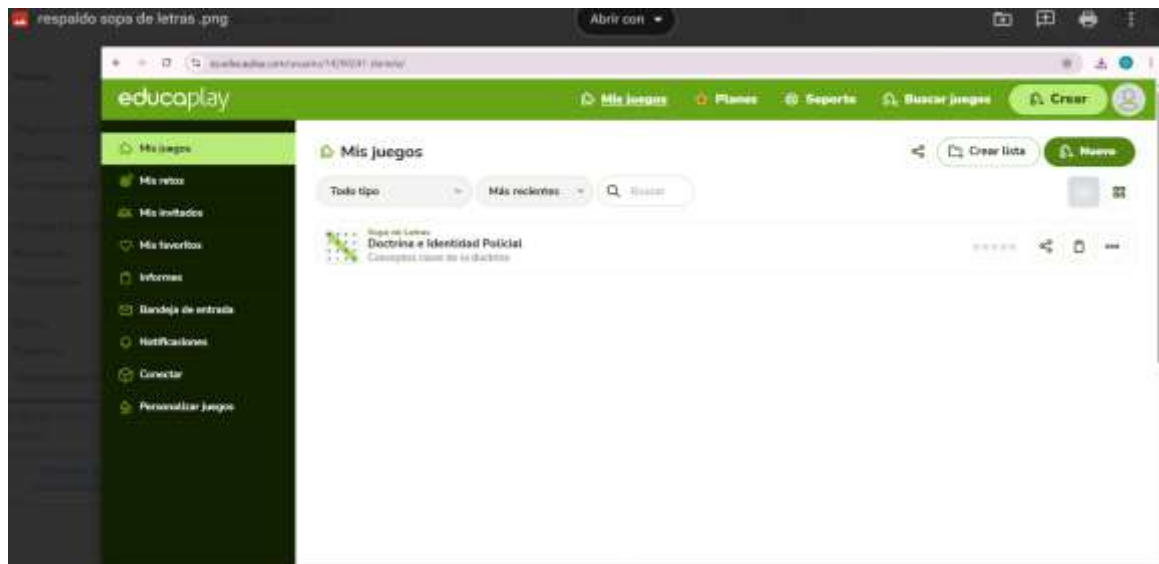 respaldo sopa de letras .png
Abrir con
educaplay
Mis juegos
Planes
Soporte
Buscar juegos
Crear
Mis juegos
Mis retos
Mis invitados
Mis favoritos
Informes
Bandeja de entrada
Notificaciones
Conectar
Personalizar juegos
Mis juegos
Crear lista
Nuevo
Todo tipo
Más recientes
Buscar
Sopa de Letras
Doctrina e Identidad Policial
Conceptos clave de la doctrina